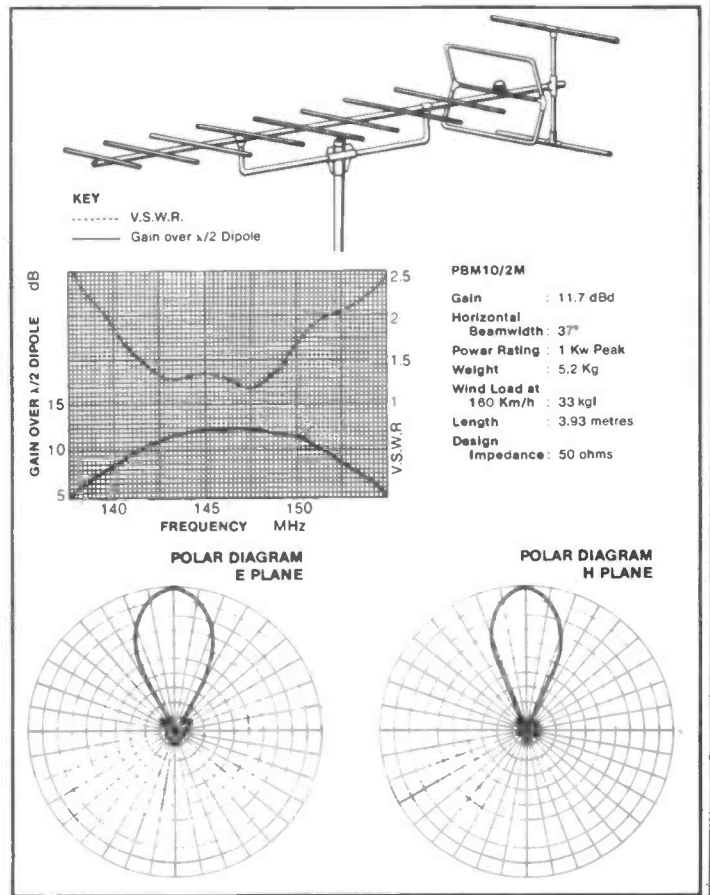 KEY
V.S.W.R.
Gain over λ/2 Dipole
dB
GAIN OVER λ/2 DIPOLE
15
10
5
2.5
2
1.5
1
V.S.W.R
140
145
150
FREQUENCY MHz
PBM10/2M
Gain : 11.7 dBd
Horizontal
Beamwidth : 37°
Power Rating : 1 Kw Peak
Weight : 5.2 Kg
Wind Load at
160 Km/h : 33 kgf
Length : 3.93 metres
Design
Impedance : 50 ohms
POLAR DIAGRAM
E PLANE
POLAR DIAGRAM
H PLANE